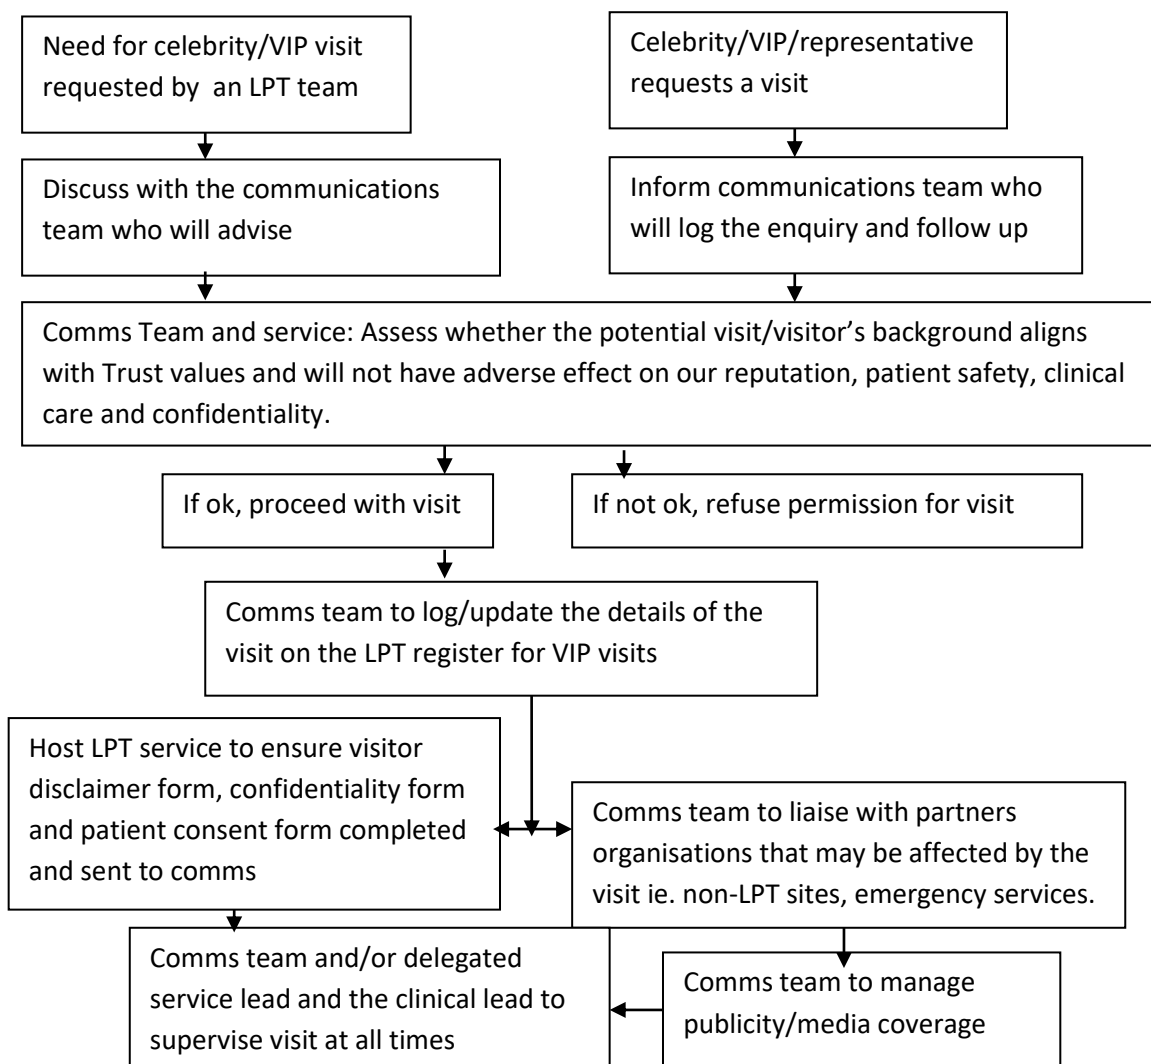 Need for celebrity/VIP visit
requested by  an LPT team
Celebrity/VIP/representative
requests a visit
Discuss with the communications
team who will advise
Inform communications team who
will log the enquiry and follow up
Comms Team and service: Assess whether the potential visit/visitor’s background aligns
with Trust values and will not have adverse effect on our reputation, patient safety, clinical
care and confidentiality.
If ok, proceed with visit
If not ok, refuse permission for visit
Comms team to log/update the details of the
visit on the LPT register for VIP visits
Host LPT service to ensure visitor
disclaimer form, confidentiality form
and patient consent form completed
and sent to comms
Comms team to liaise with partners
organisations that may be affected by the
visit ie. non-LPT sites, emergency services.
Comms team and/or delegated
service lead and the clinical lead to
supervise visit at all times
Comms team to manage
publicity/media coverage